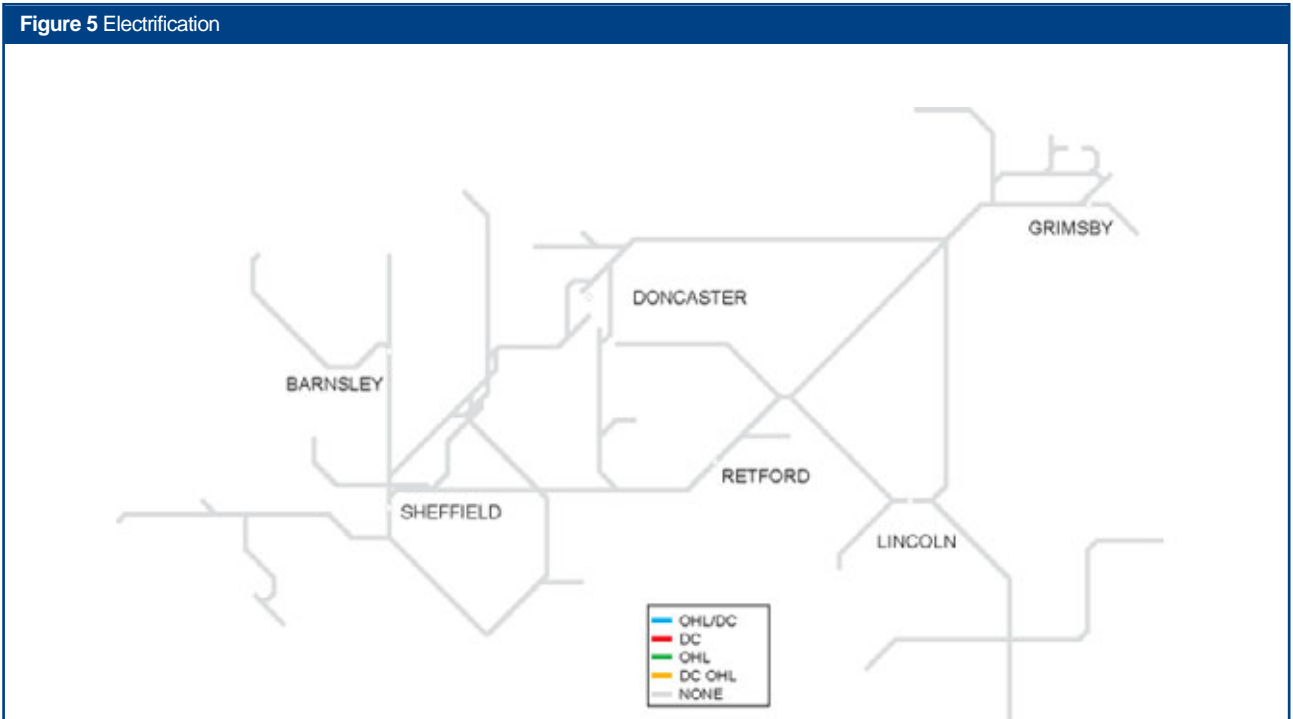 Figure 5 Electrification
GRIMSBY
DONCASTER
BARNSLEY
RETFORD
SHEFFIELD
LINCOLN
OHL/DC
DC
OHL
DC OHL
NONE